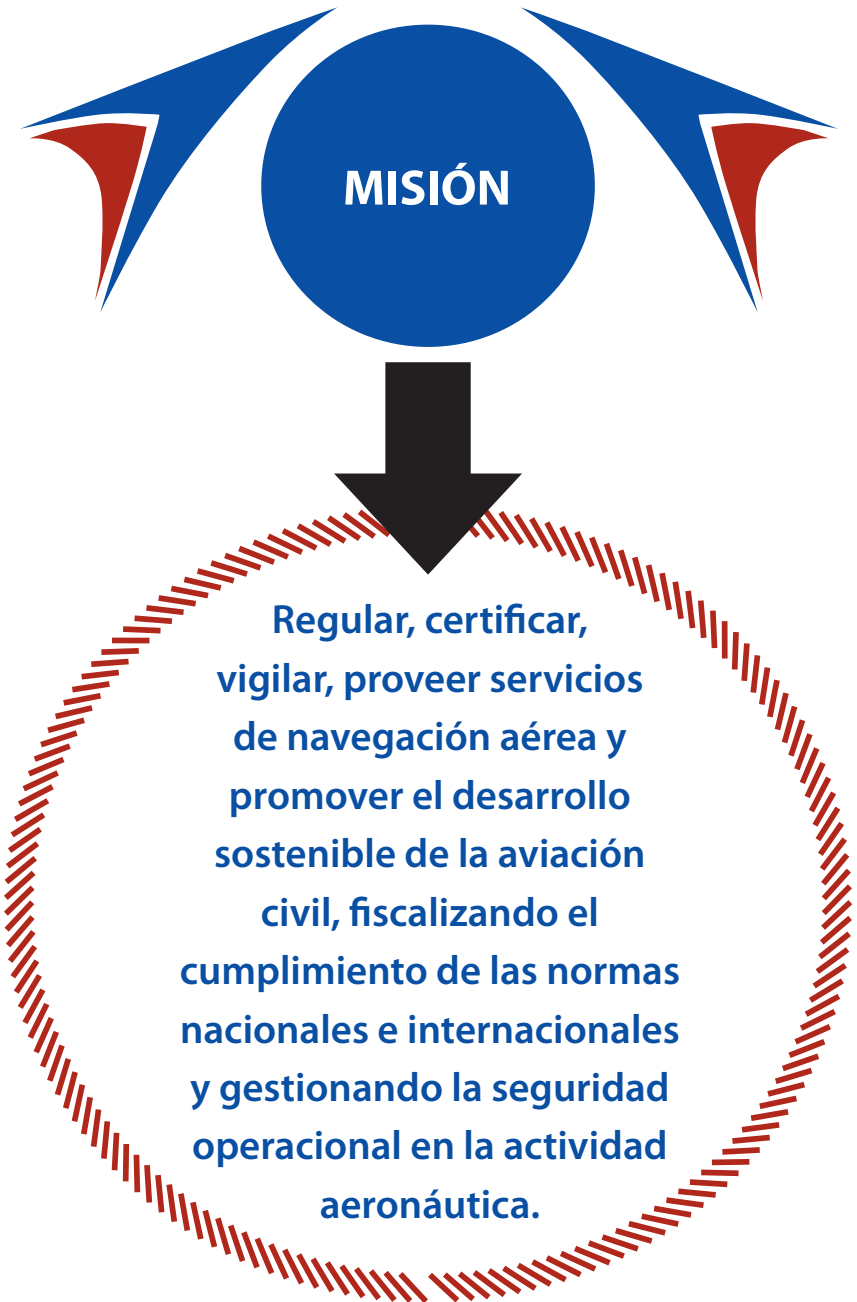 MISIÓN
Regular, certificar,
vigilar, proveer servicios
de navegación aérea y
promover el desarrollo
sostenible de la aviación
civil, fiscalizando el
cumplimiento de las normas
nacionales e internacionales
y gestionando la seguridad
operacional en la actividad
aeronáutica.